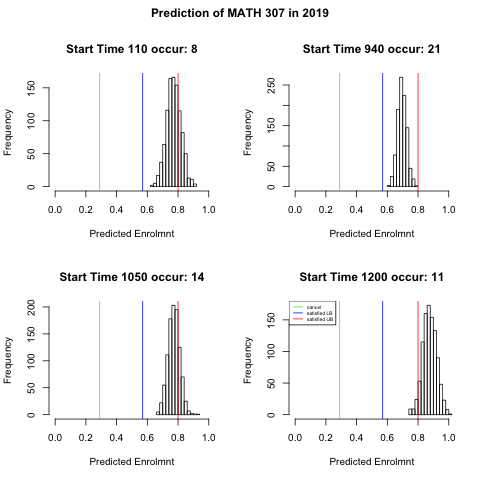 Prediction of MATH 307 in 2019
Start Time 110 occur: 8
Frequency
0 50 100 150
0.0 0.2 0.4 0.6 0.8 1.0
Predicted Enrolmnt
Start Time 940 occur: 21
Frequency
0 50 150 250
0.0 0.2 0.4 0.6 0.8 1.0
Predicted Enrolmnt
Start Time 1050 occur: 14
Frequency
0 50 100 150 200
0.0 0.2 0.4 0.6 0.8 1.0
Predicted Enrolmnt
Start Time 1200 occur: 11
cancel
satisfied LB
satisfied UB
Frequency
0 50 100 150
0.0 0.2 0.4 0.6 0.8 1.0
Predicted Enrolmnt